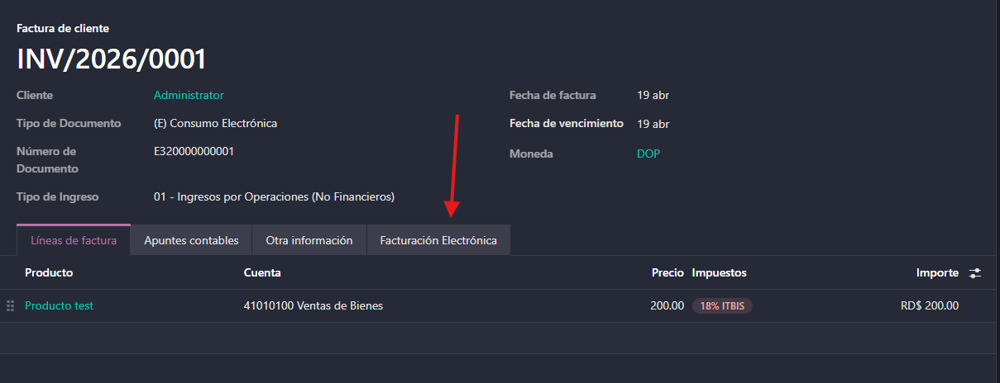 Factura de cliente
INV/2026/0001
Cliente Administrator
Fecha de factura 19 abr
Tipo de Documento (E) Consumo Electrónica
Fecha de vencimiento 19 abr
Número de
Documento E320000000001
Moneda DOP
Tipo de Ingreso 01 - Ingresos por Operaciones (No Financieros)
Líneas de factura Apuntes contables Otra información Facturación Electrónica
Producto Cuenta Precio Impuestos Importe
Producto test 41010100 Ventas de Bienes 200.00 18% ITBIS RD$ 200.00